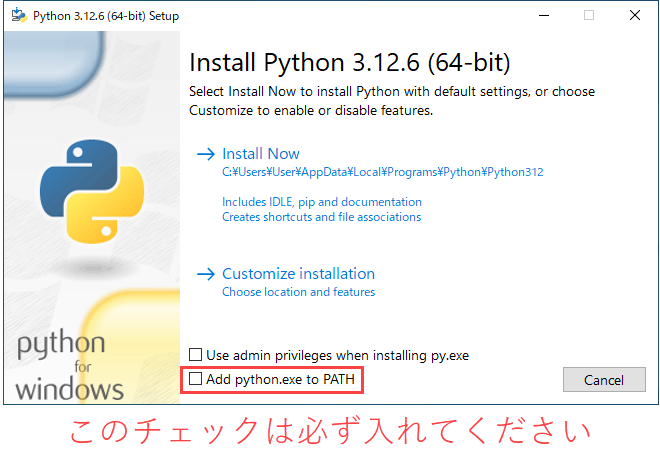 Python 3.12.6 (64-bit) Setup
Install Python 3.12.6 (64-bit)
Select Install Now to install Python with default settings, or choose
Customize to enable or disable features.
Install Now
C:¥Users¥User¥AppData¥Local¥Programs¥Python¥Python312
Includes IDLE, pip and documentation
Creates shortcuts and file associations
Customize installation
Choose location and features
python
for
windows
Use admin privileges when installing py.exe
Add python.exe to PATH
Cancel
このチェックは必ず入れてください